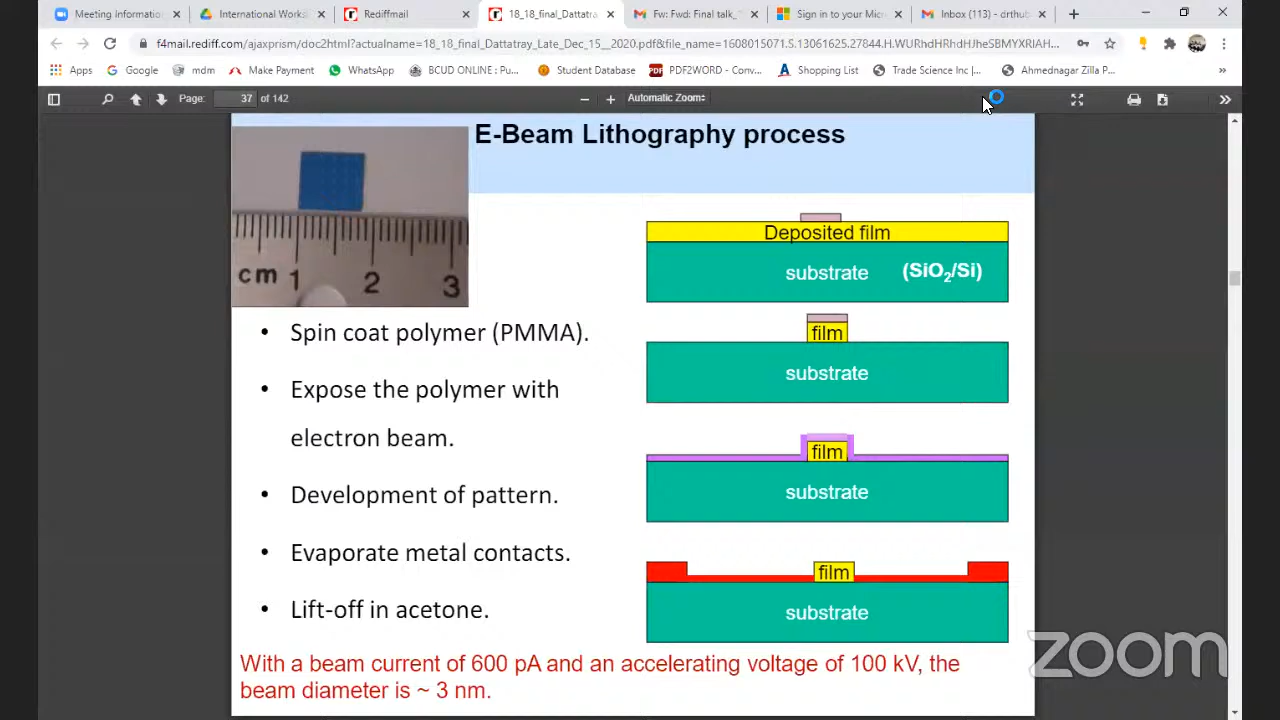 Meeting information
International Works
Rediffmail
18_18_final_Dattatr
Fw: Fwd: Final talk_
Sign in to your Micr
Inbox (113) - drthub
f4mail.rediff.com/ajaxprism/doc2html?actualname=18_18_final_Dattatray_Late_Dec_15__2020.pdf&file_name=1608015071.S.13061625.27844.H.WURhdHRhdHJheSBMYXRIAH...
Apps
Google
mdm
Make Payment
WhatsApp
BCUD ONLINE : Pu...
Student Database
PDF2WORD - Conv...
Shopping List
Trade Science Inc |...
Ahmednagar Zilla P...
Page: 37 of 142
Automatic Zoom
E-Beam Lithography process
cm 1 2 3
Deposited film
substrate (SiO₂/Si)
film
substrate
film
substrate
film
substrate
• Spin coat polymer (PMMA).
• Expose the polymer with
electron beam.
• Development of pattern.
• Evaporate metal contacts.
• Lift-off in acetone.
With a beam current of 600 pA and an accelerating voltage of 100 kV, the
beam diameter is ~ 3 nm.
zoom